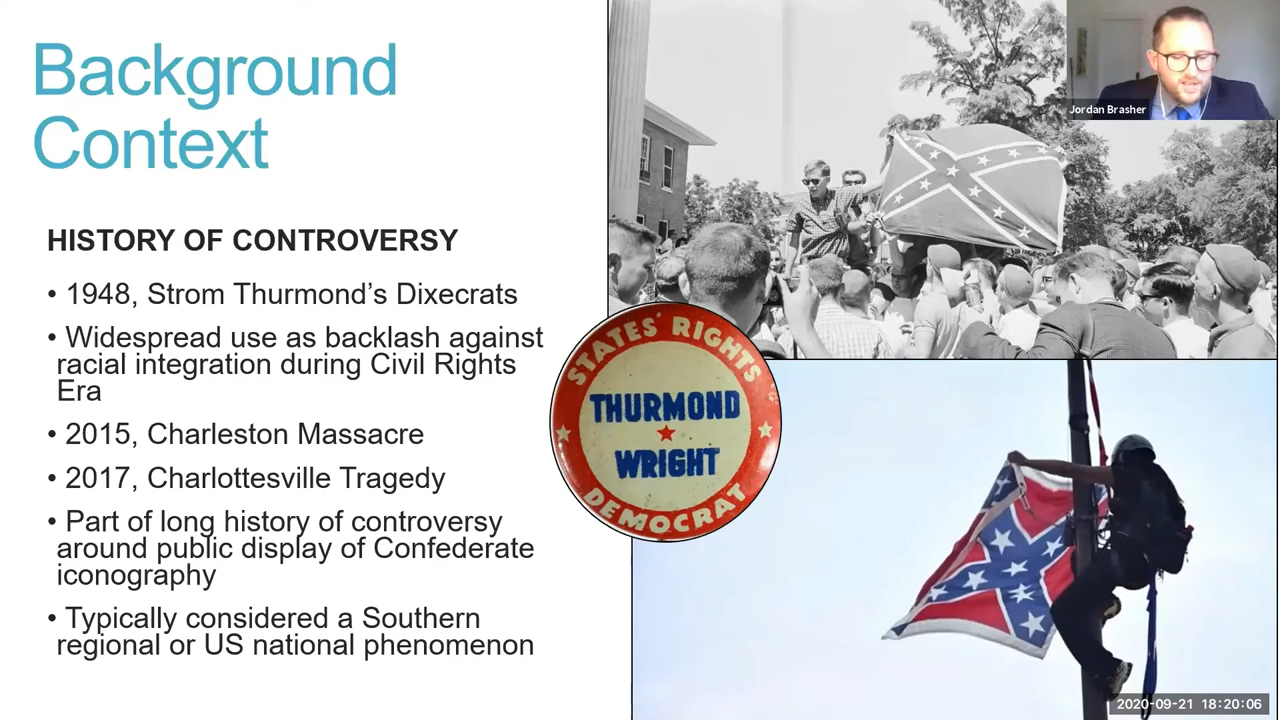 Background
Context
HISTORY OF CONTROVERSY
• 1948, Strom Thurmond’s Dixecrats
• Widespread use as backlash against
racial integration during Civil Rights
Era
• 2015, Charleston Massacre
• 2017, Charlottesville Tragedy
• Part of long history of controversy
around public display of Confederate
iconography
• Typically considered a Southern
regional or US national phenomenon
STATES' RIGHTS
THURMOND
WRIGHT
DEMOCRAT
Jordan Brasher
2020-09-21 18:20:06